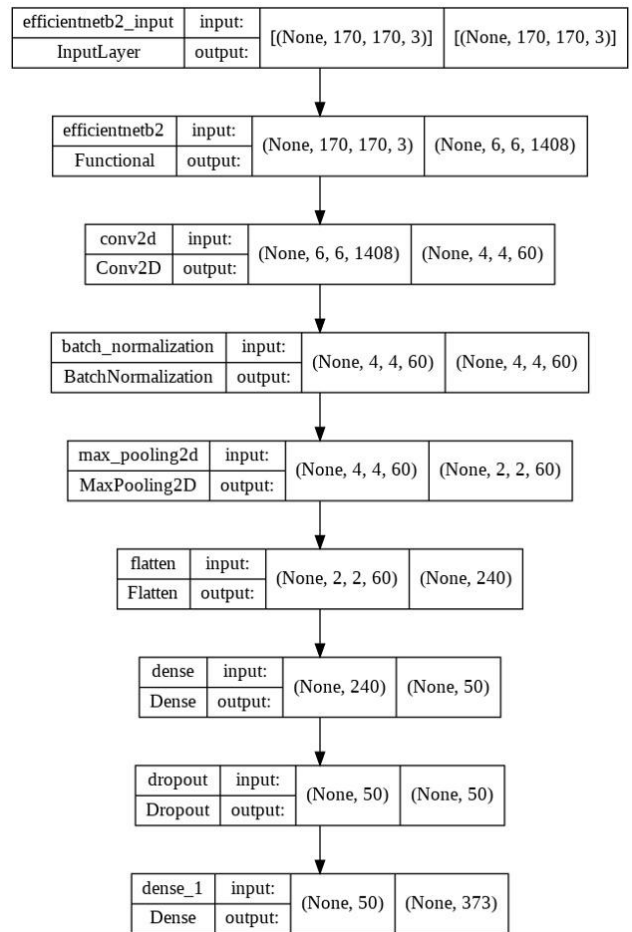 efficientnetb2_input input: [(None, 170, 170, 3)] [(None, 170, 170, 3)]
InputLayer output:
efficientnetb2 input: (None, 170, 170, 3) (None, 6, 6, 1408)
Functional output:
conv2d input: (None, 6, 6, 1408) (None, 4, 4, 60)
Conv2D output:
batch_normalization input: (None, 4, 4, 60) (None, 4, 4, 60)
BatchNormalization output:
max_pooling2d input: (None, 4, 4, 60) (None, 2, 2, 60)
MaxPooling2D output:
flatten input: (None, 2, 2, 60) (None, 240)
Flatten output:
dense input: (None, 240) (None, 50)
Dense output:
dropout input: (None, 50) (None, 50)
Dropout output:
dense_1 input: (None, 50) (None, 373)
Dense output: